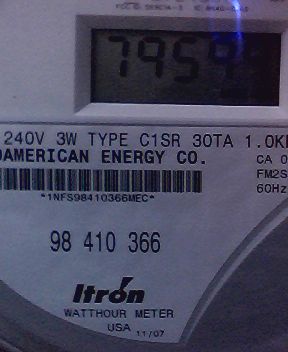 7959
240V 3W TYPE C1SR 30TA 1.0K
AMERICAN ENERGY CO. CA
FM2S
60Hz
*1NFS98410366MEC*
98 410 366
Itrón
WATTHOUR METER
USA 11/07